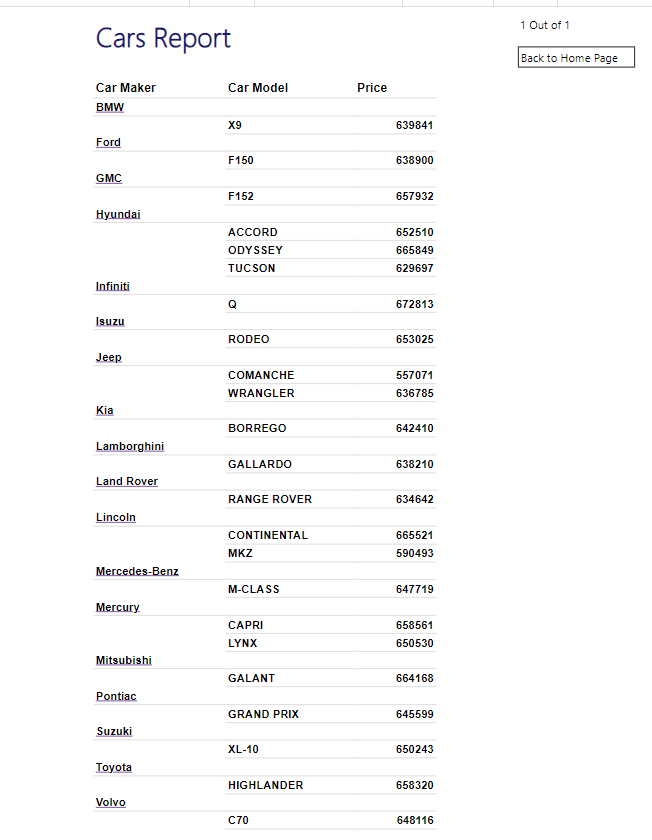 1 Out of 1
Cars Report
Back to Home Page
Car Maker Car Model Price
BMW
X9 639841
Ford
F150 638900
GMC
F152 657932
Hyundai
ACCORD 652510
ODYSSEY 665849
TUCSON 629697
Infiniti
Q 672813
Isuzu
RODEO 653025
Jeep
COMANCHE 557071
WRANGLER 636785
Kia
BORREGO 642410
Lamborghini
GALLARDO 638210
Land Rover
RANGE ROVER 634642
Lincoln
CONTINENTAL 665521
MKZ 590493
Mercedes-Benz
M-CLASS 647719
Mercury
CAPRI 658561
LYNX 650530
Mitsubishi
GALANT 664168
Pontiac
GRAND PRIX 645599
Suzuki
XL-10 650243
Toyota
HIGHLANDER 658320
Volvo
C70 648116